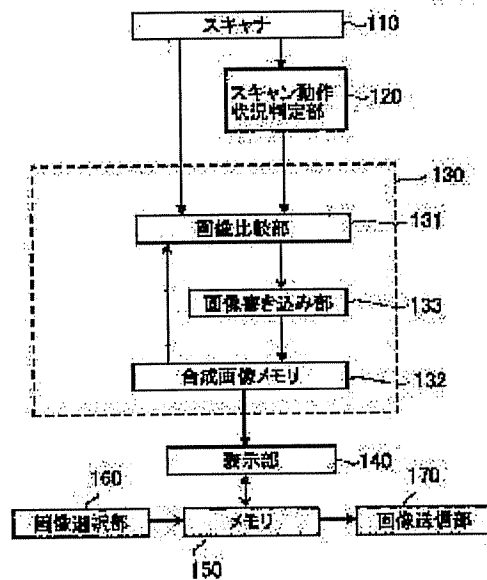 スキャナ 110
スキャン動作
状況判定部 120
130
画像比較部 131
画像書き込み部 133
合成画像メモリ 132
表示部 140
160 170
画像選択部 メモリ 画像送信部
150